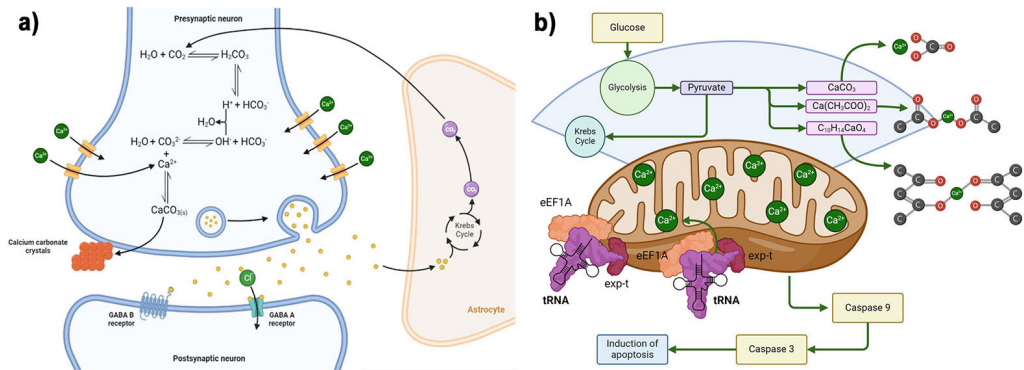 a)
Presynaptic neuron
H₂O + CO₂ ⇌ H₂CO₃
H⁺ + HCO₃⁻
H₂O
H₂O + CO₃²⁻ ⇌ OH⁻ + HCO₃⁻
+
Ca²⁺
CaCO₃₍ₛ₎
Ca²⁺
Ca²⁺
Ca²⁺
Ca²⁺
Ca²⁺
Calcium carbonate
crystals
Cl
GABA B
receptor
GABA A
receptor
Postsynaptic neuron
CO₂
CO₂
Krebs
Cycle
Astrocyte
b)
Glucose
Glycolysis
Pyruvate
CaCO₃
Ca(CH₃COO)₂
C₁₀H₁₄CaO₄
Krebs
Cycle
Ca²⁺ O C O O
C O O Ca²⁺ O O C C
C C C C C O O Ca²⁺ O O C C C C C
Ca²⁺
Ca²⁺
Ca²⁺
Ca²⁺
Ca²⁺
Ca²⁺
Ca²⁺
eEF1A
exp-t
tRNA
eEF1A
exp-t
tRNA
Caspase 9
Caspase 3
Induction of
apoptosis